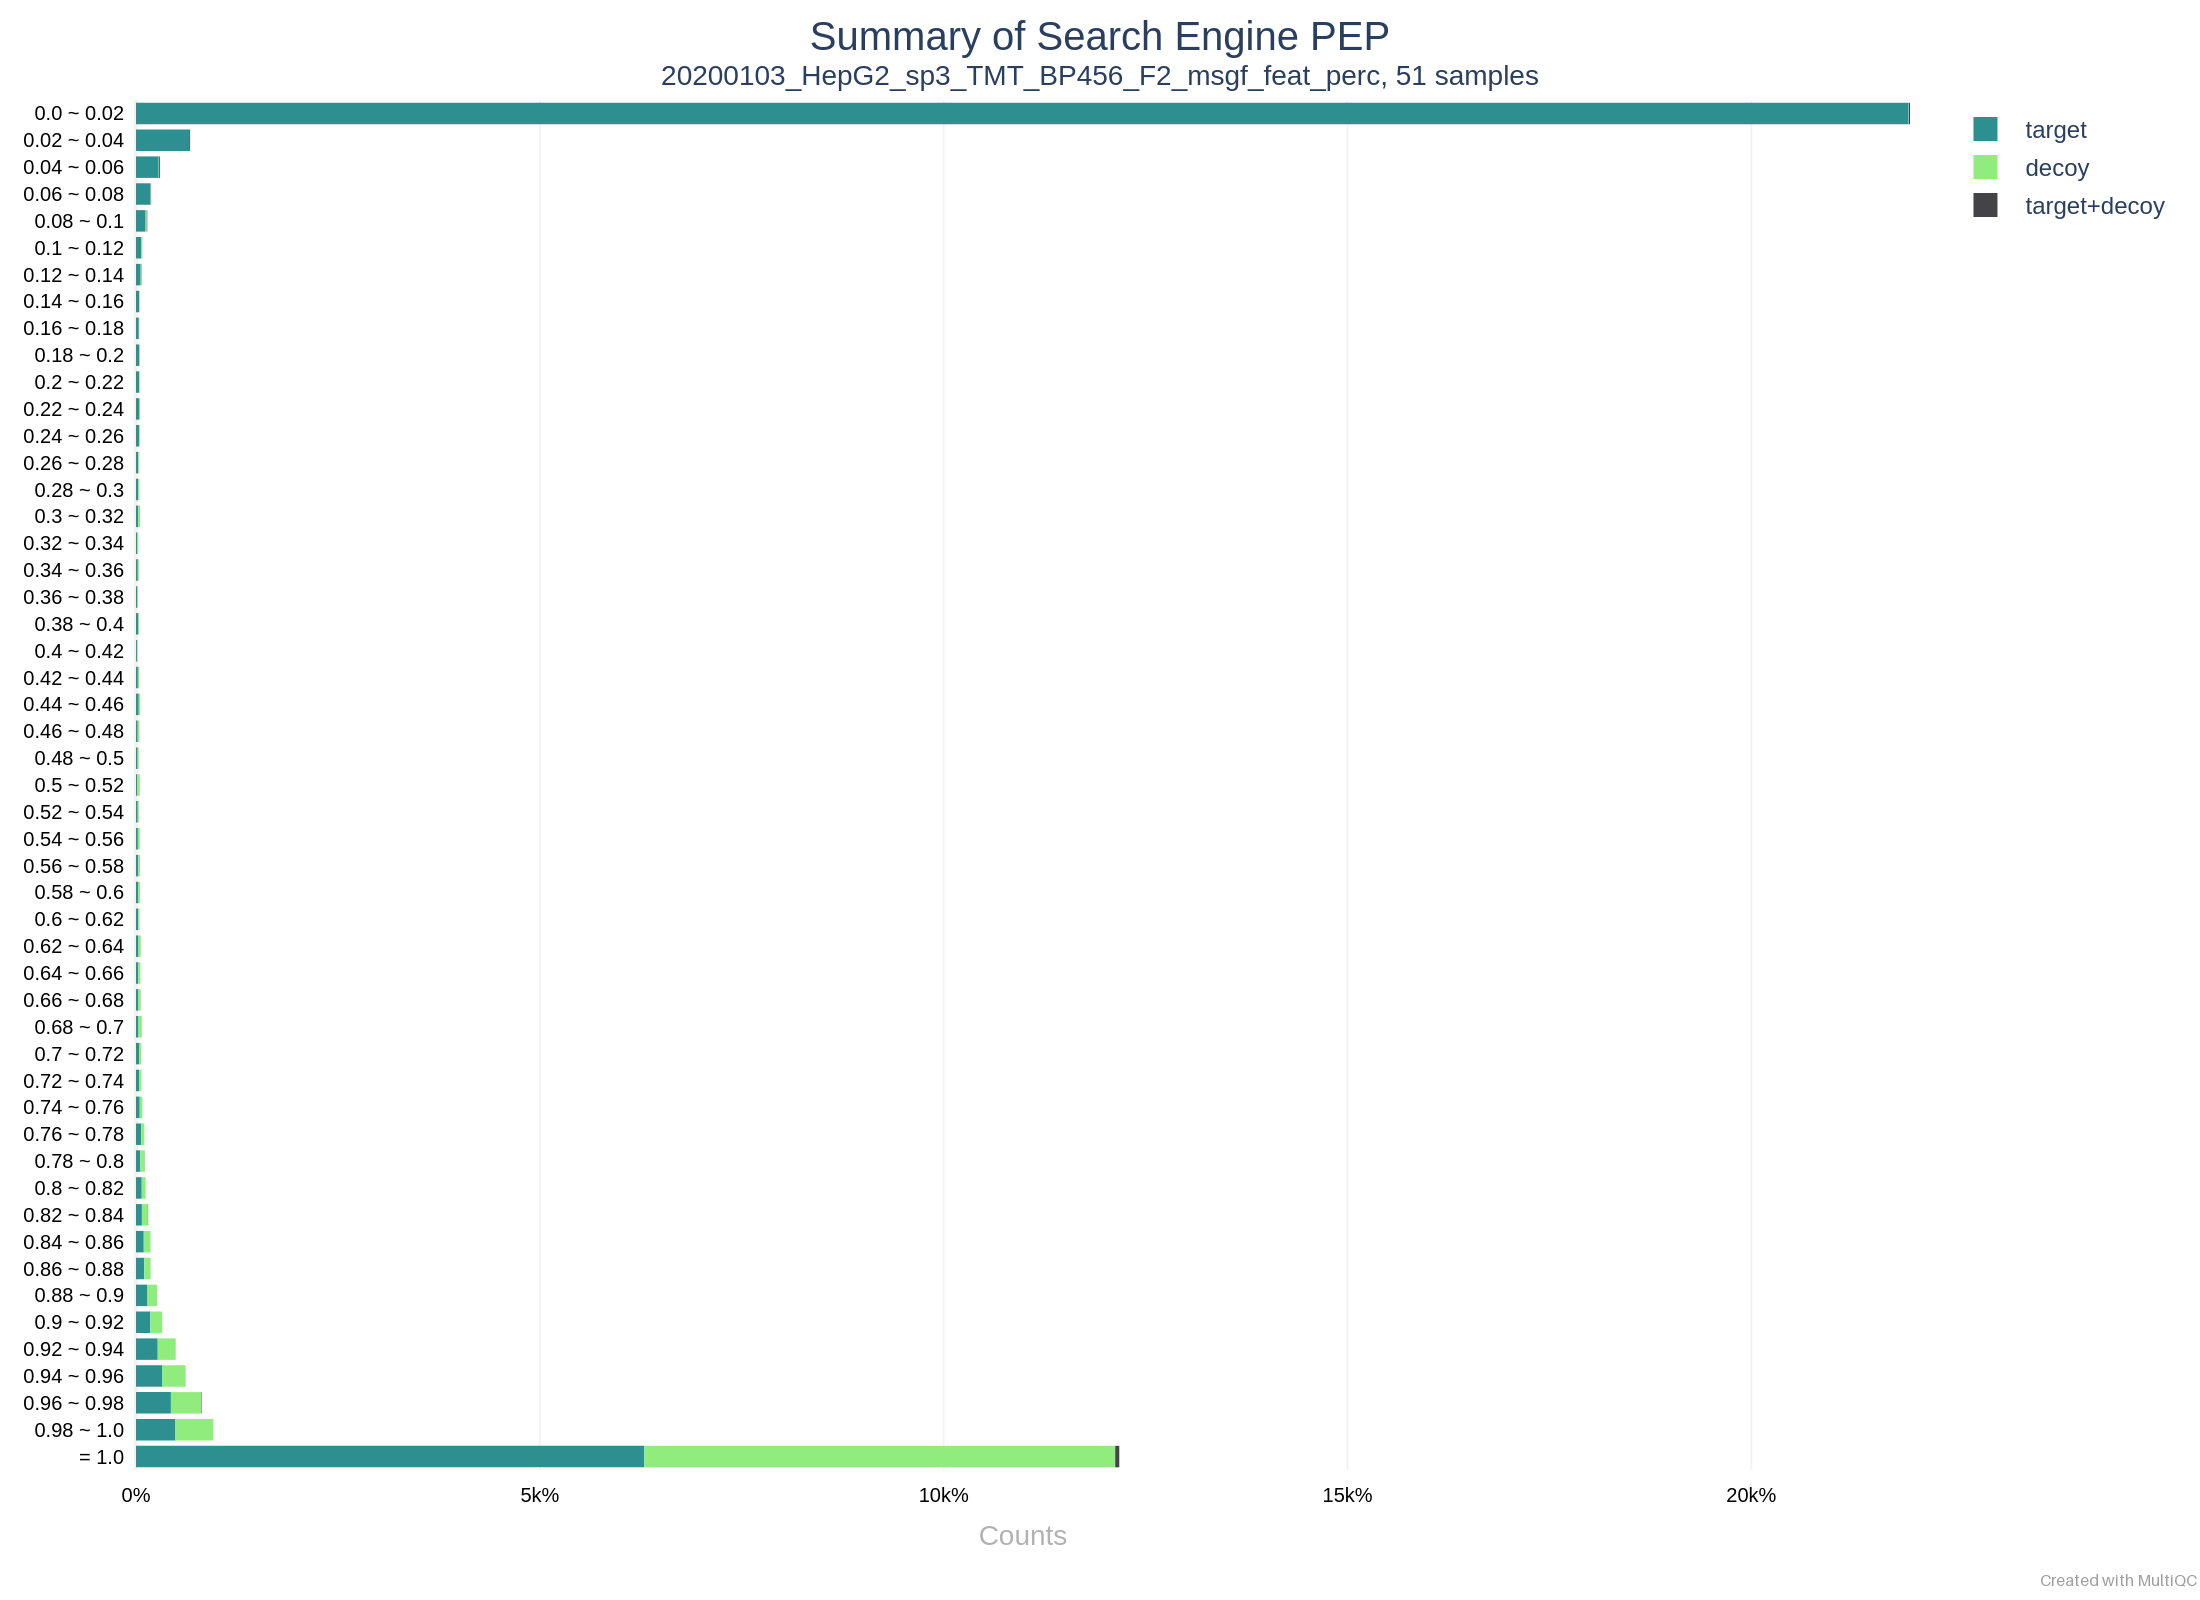 Summary of Search Engine PEP
20200103_HepG2_sp3_TMT_BP456_F2_msgf_feat_perc, 51 samples
0.0 ~ 0.02
0.02 ~ 0.04
0.04 ~ 0.06
0.06 ~ 0.08
0.08 ~ 0.1
0.1 ~ 0.12
0.12 ~ 0.14
0.14 ~ 0.16
0.16 ~ 0.18
0.18 ~ 0.2
0.2 ~ 0.22
0.22 ~ 0.24
0.24 ~ 0.26
0.26 ~ 0.28
0.28 ~ 0.3
0.3 ~ 0.32
0.32 ~ 0.34
0.34 ~ 0.36
0.36 ~ 0.38
0.38 ~ 0.4
0.4 ~ 0.42
0.42 ~ 0.44
0.44 ~ 0.46
0.46 ~ 0.48
0.48 ~ 0.5
0.5 ~ 0.52
0.52 ~ 0.54
0.54 ~ 0.56
0.56 ~ 0.58
0.58 ~ 0.6
0.6 ~ 0.62
0.62 ~ 0.64
0.64 ~ 0.66
0.66 ~ 0.68
0.68 ~ 0.7
0.7 ~ 0.72
0.72 ~ 0.74
0.74 ~ 0.76
0.76 ~ 0.78
0.78 ~ 0.8
0.8 ~ 0.82
0.82 ~ 0.84
0.84 ~ 0.86
0.86 ~ 0.88
0.88 ~ 0.9
0.9 ~ 0.92
0.92 ~ 0.94
0.94 ~ 0.96
0.96 ~ 0.98
0.98 ~ 1.0
= 1.0
0% 5k% 10k% 15k% 20k%
Counts
target
decoy
target+decoy
Created with MultiQC